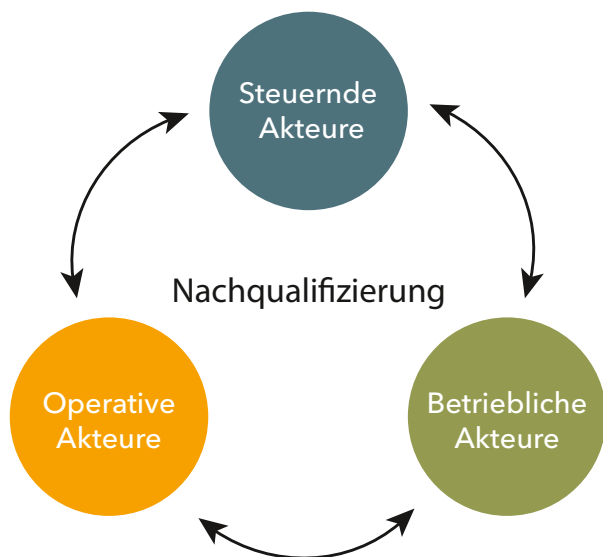 Steuernde
Akteure
Nachqualifizierung
Operative
Akteure
Betriebliche
Akteure